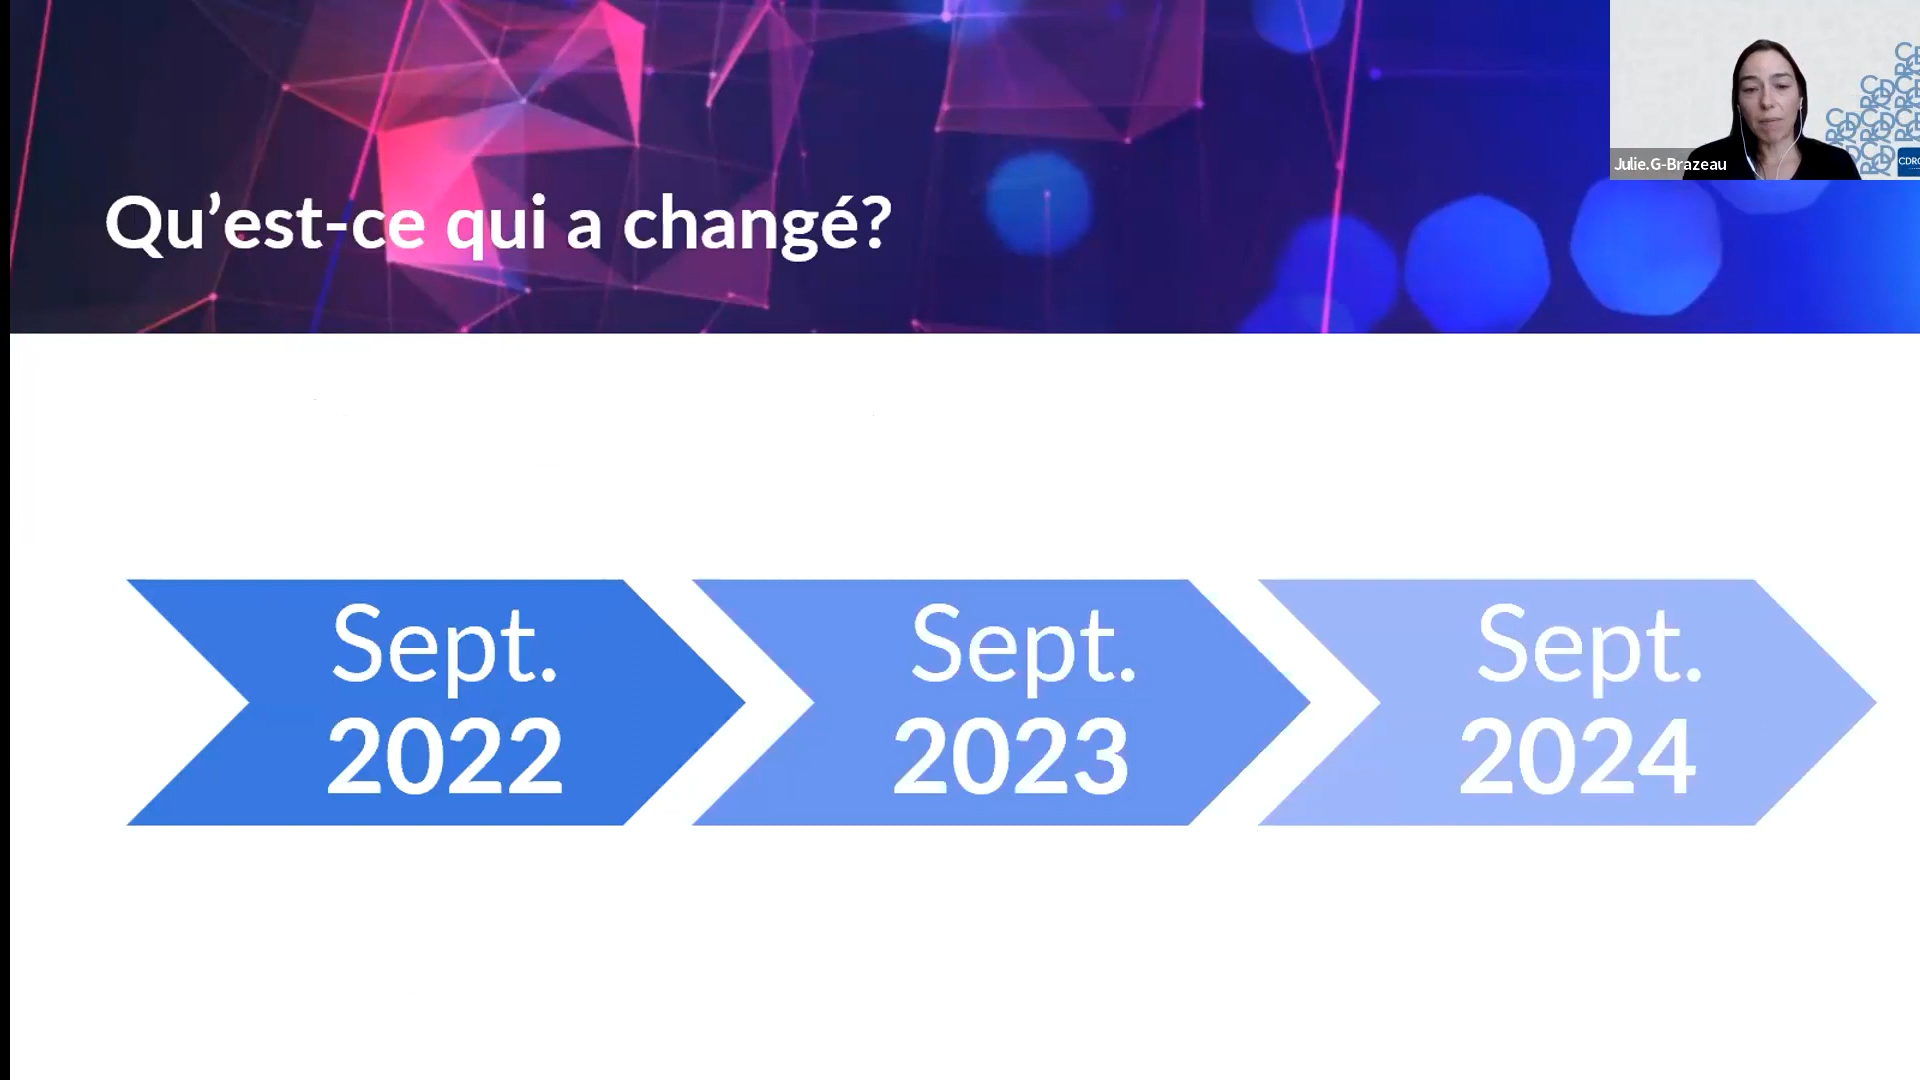 Qu’est-ce qui a changé?
Julie.G-Brazeau
Sept.
2022
Sept.
2023
Sept.
2024